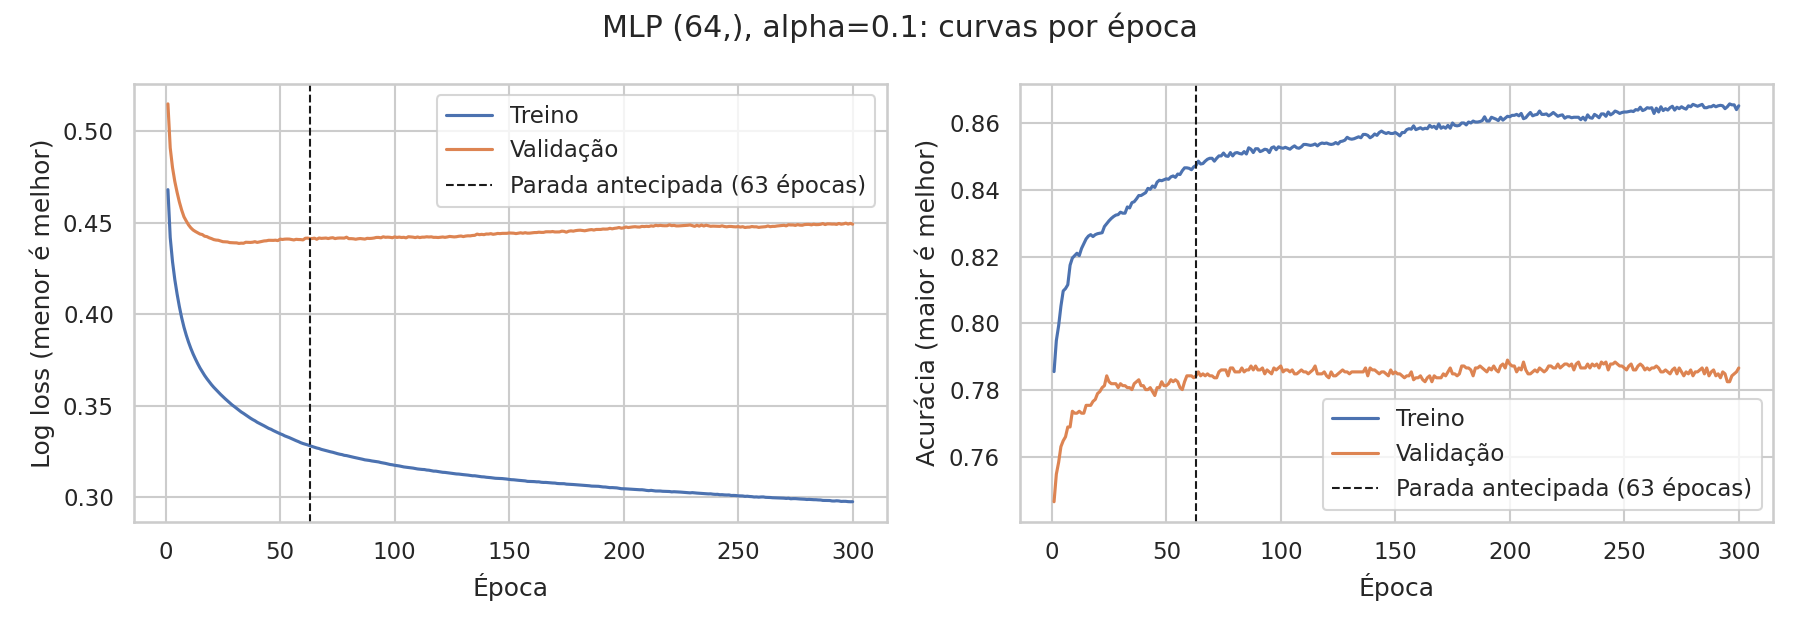 MLP (64,), alpha=0.1: curvas por época
Log loss (menor é melhor)
0.50
0.45
0.40
0.35
0.30
Treino
Validação
Parada antecipada (63 épocas)
0 50 100 150 200 250 300
Época
Acurácia (maior é melhor)
0.86
0.84
0.82
0.80
0.78
0.76
Treino
Validação
Parada antecipada (63 épocas)
0 50 100 150 200 250 300
Época